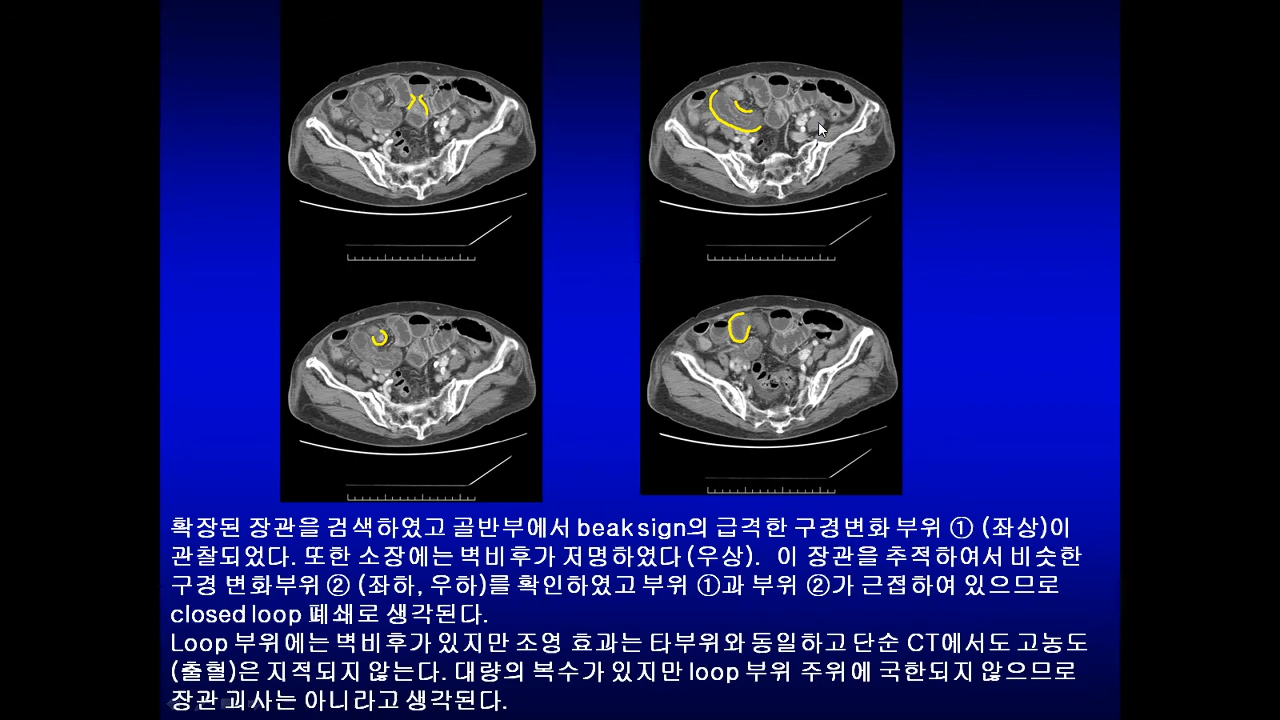 확장된 장관을 검색하였고 골반부에서 beak sign의 급격한 구경변화 부위 ① (좌상)이
관찰되었다. 또한 소장에는 벽비후가 저명하였다 (우상). 이 장관을 추적하여서 비슷한
구경 변화부위 ② (좌하, 우하)를 확인하였고 부위 ①과 부위 ②가 근접하여 있으므로
closed loop 폐쇄로 생각된다.
Loop 부위에는 벽비후가 있지만 조영 효과는 타부위와 동일하고 단순 CT에서도 고농도
(출혈)은 지적되지 않는다. 대량의 복수가 있지만 loop 부위 주위에 국한되지 않으므로
장관 괴사는 아니라고 생각된다.